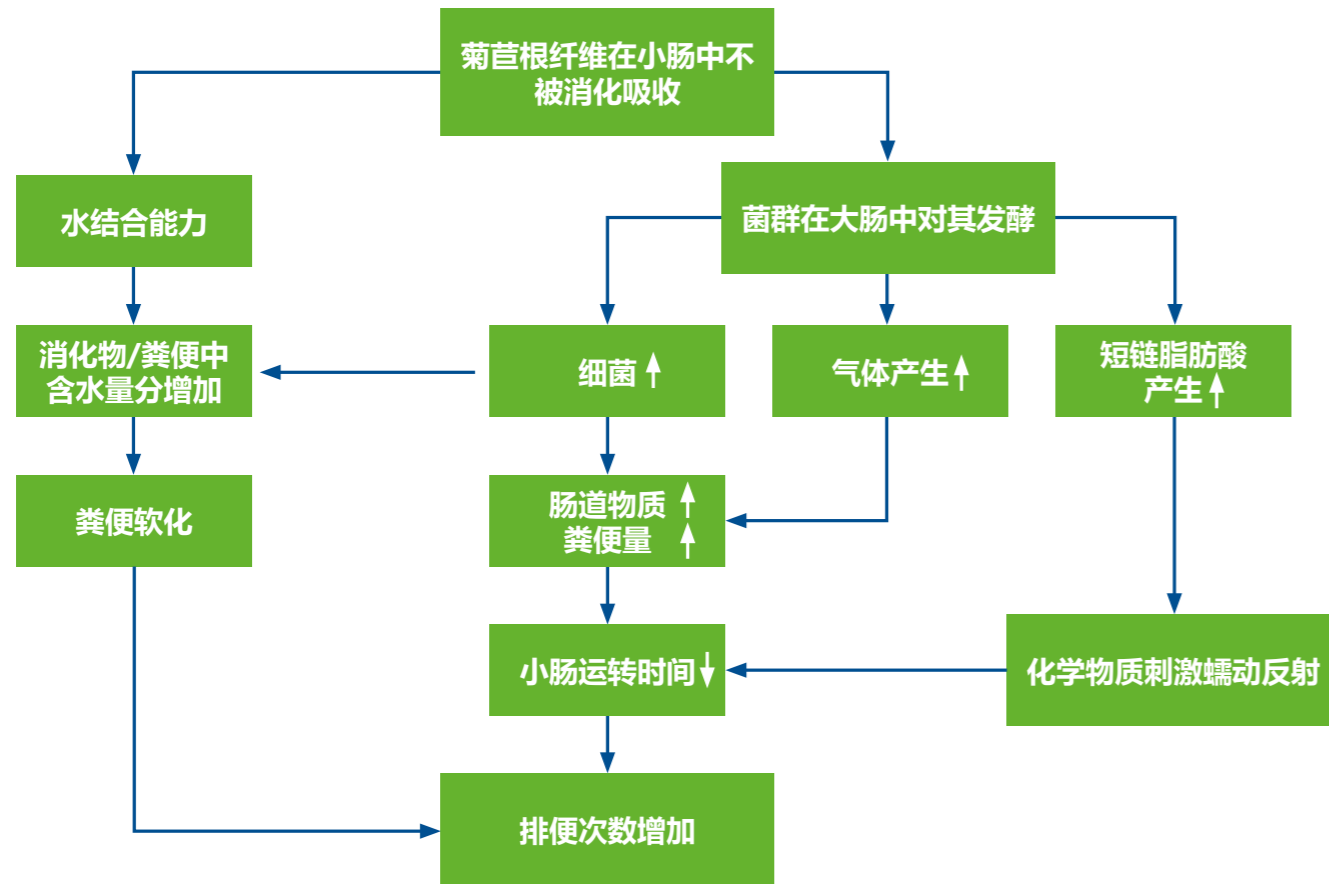 菊苣根纤维在小肠中不
被消化吸收
水结合能力
菌群在大肠中对其发酵
消化物/粪便中
含水量分增加
细菌↑
气体产生↑
短链脂肪酸
产生↑
粪便软化
肠道物质↑
粪便量↑
小肠运转时间↓
化学物质刺激蠕动反射
排便次数增加